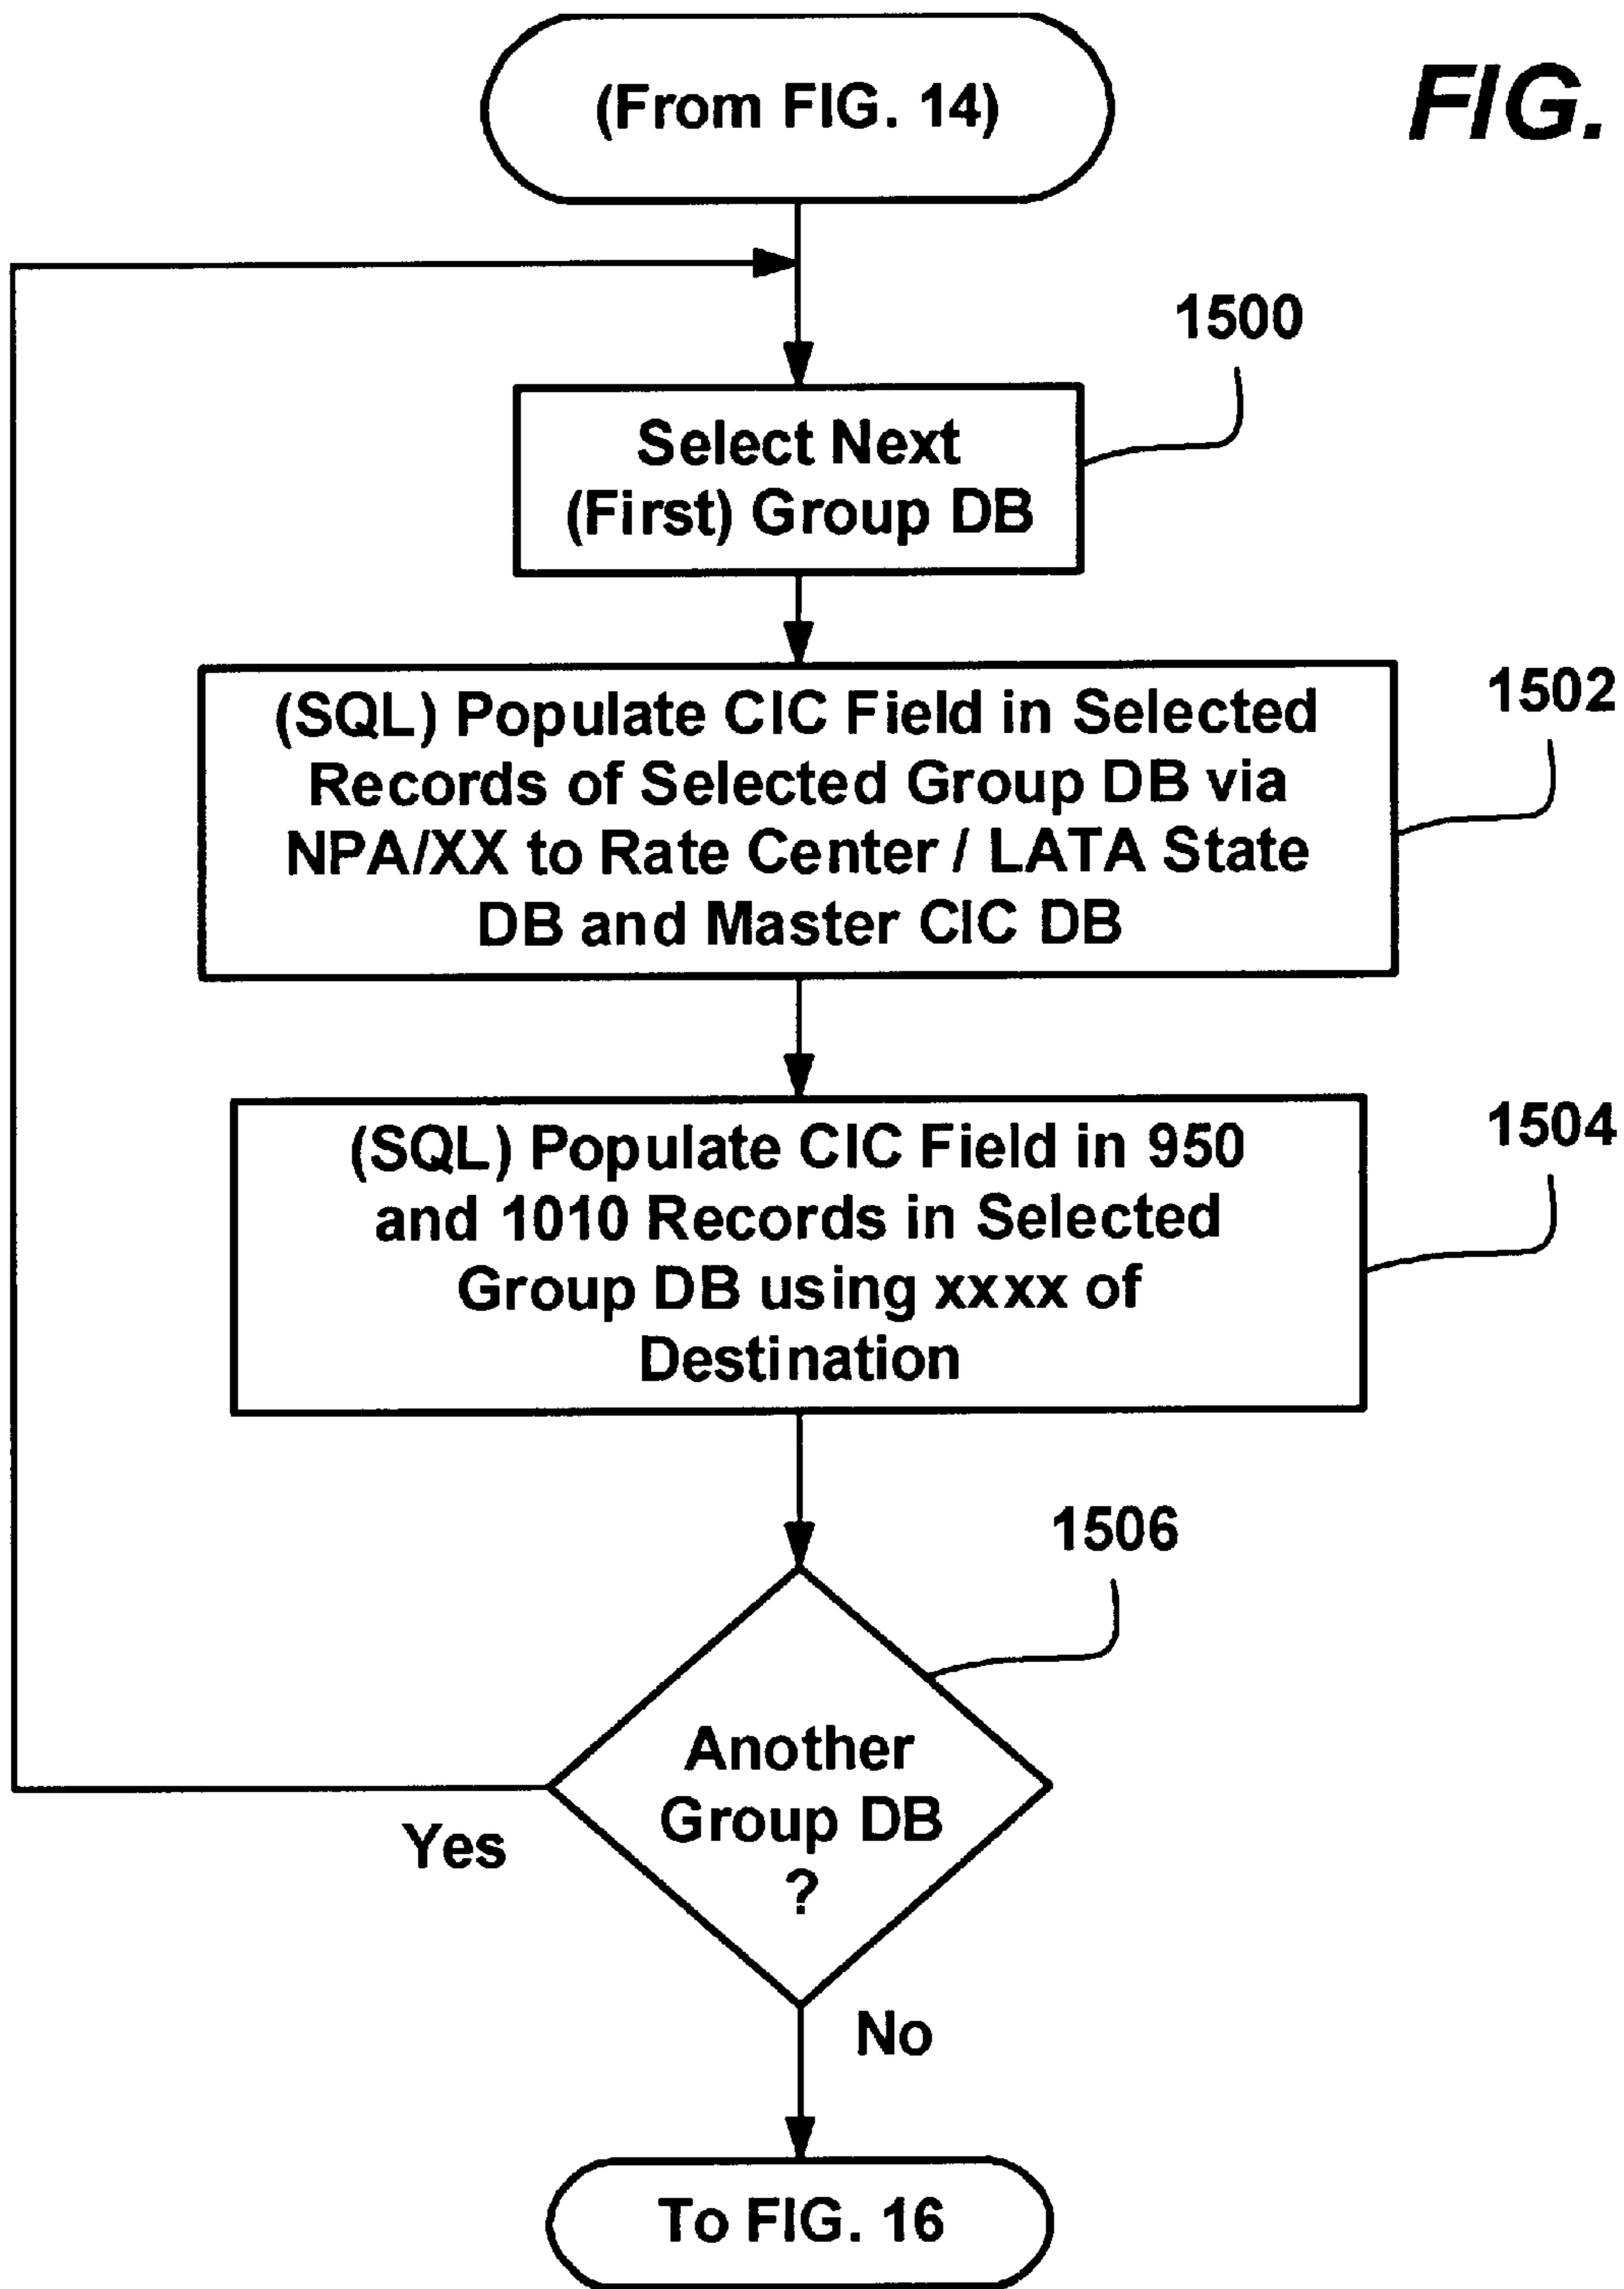 (From FIG. 14)
FIG.
1500
Select Next
(First) Group DB
1502
(SQL) Populate CIC Field in Selected
Records of Selected Group DB via
NPA/XX to Rate Center / LATA State
DB and Master CIC DB
1504
(SQL) Populate CIC Field in 950
and 1010 Records in Selected
Group DB using xxxx of
Destination
1506
Another
Group DB
?
Yes
No
To FIG. 16